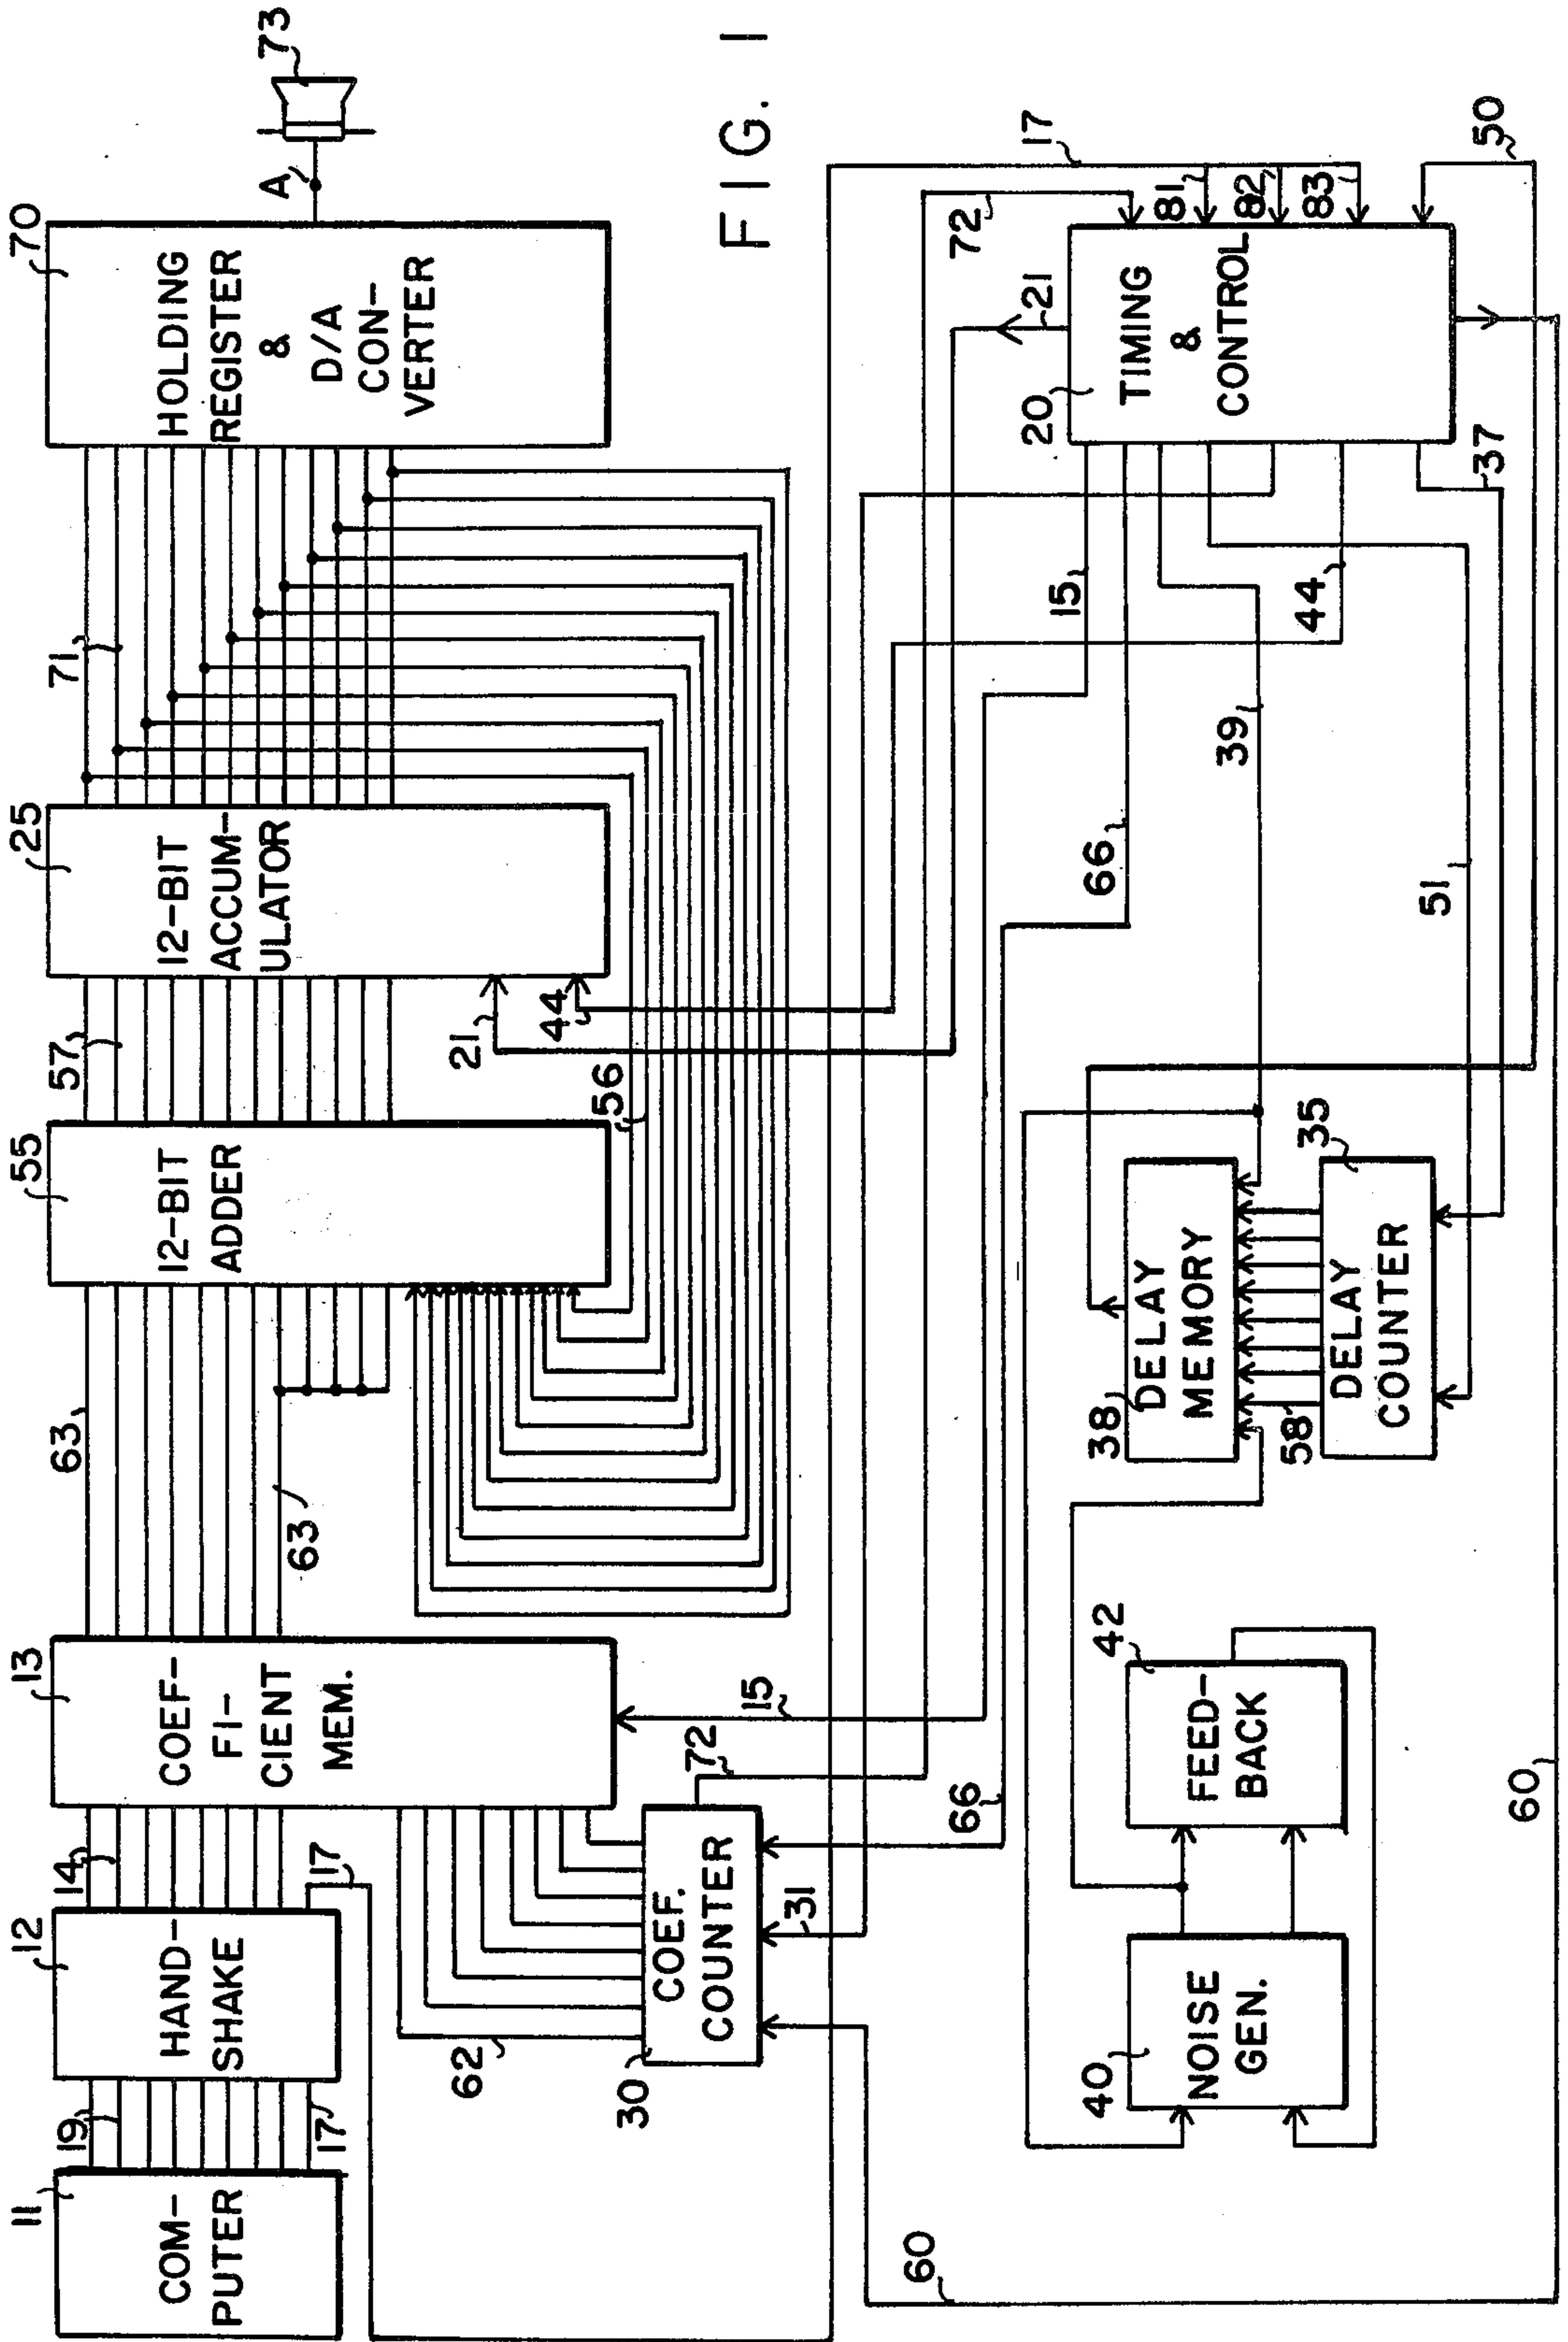 11
COM-
PUTER
19
17
12
HAND-
SHAKE
14
17
13
COEF-
FI-
CIENT
MEM.
63
63
55
12-BIT
ADDER
56
57
25
12-BIT
ACCUM-
ULATOR
21
44
71
70
HOLDING
REGISTER
&
D/A
CON-
VERTER
A
73
62
30
COEF.
COUNTER
72
15
31
66
60
FIG. 1
17
72
81
82
83
50
21
20
TIMING
&
CONTROL
15
66
39
44
51
37
40
NOISE
GEN.
42
FEED-
BACK
38
DELAY
MEMORY
58
35
DELAY
COUNTER
60